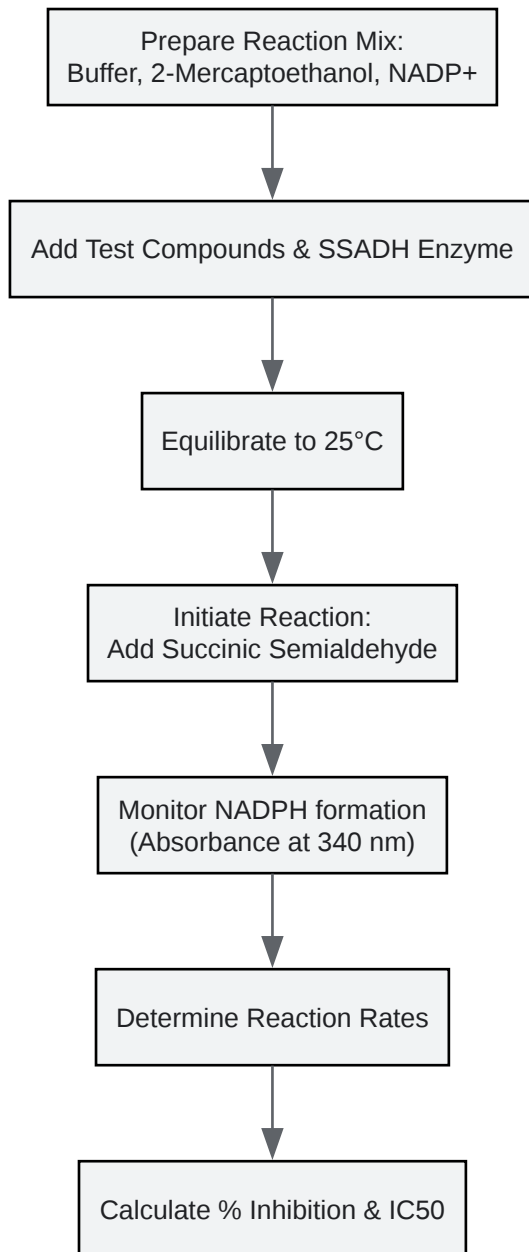 Prepare Reaction Mix:
Buffer, 2-Mercaptoethanol, NADP+
Add Test Compounds & SSADH Enzyme
Equilibrate to 25°C
Initiate Reaction:
Add Succinic Semialdehyde
Monitor NADPH formation
(Absorbance at 340 nm)
Determine Reaction Rates
Calculate % Inhibition & IC50